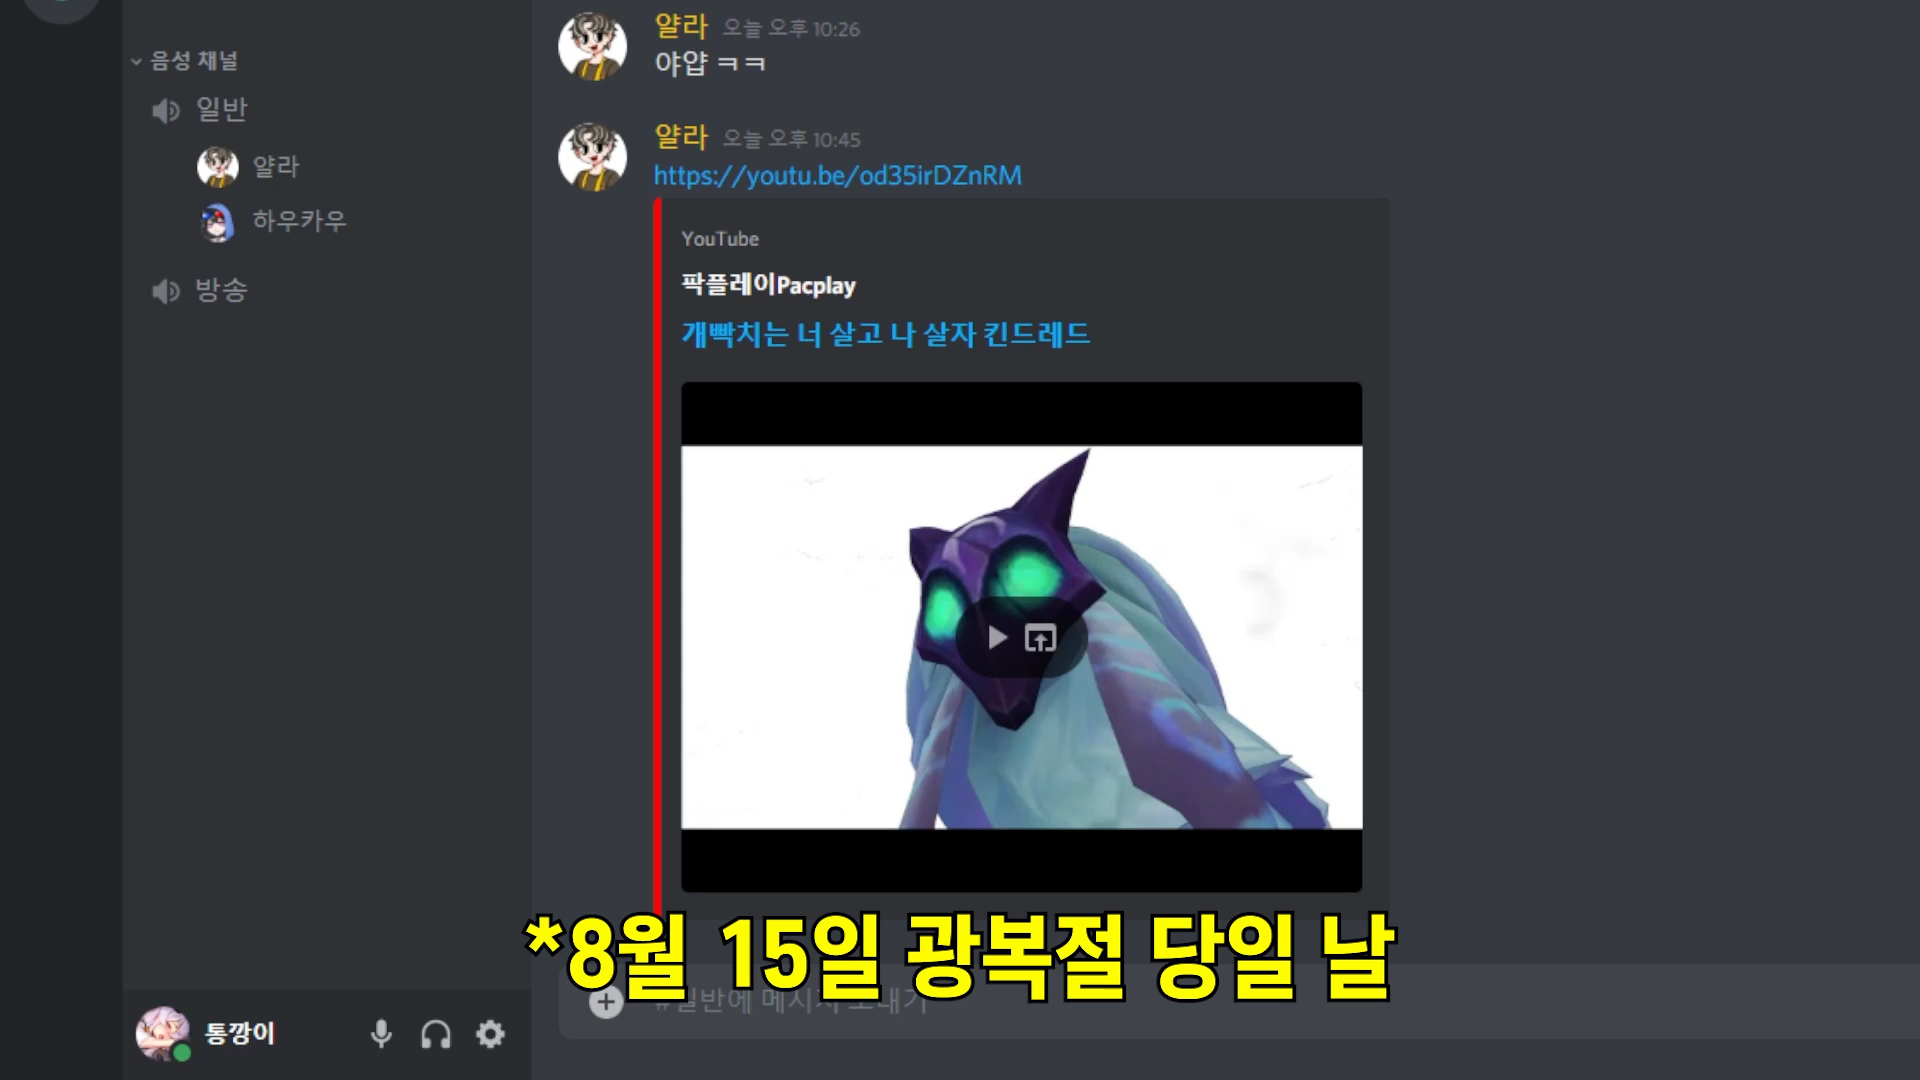 음성 채널
일반
얄라
하우카우
방송
통깡이
얄라 오늘 오후 10:26
야얍 ㅋㅋ
얄라 오늘 오후 10:45
https://youtu.be/od35irDZnRM
YouTube
팍플레이Pacplay
개빡치는 너 살고 나 살자 킨드레드
*8월 15일 광복절 당일 날